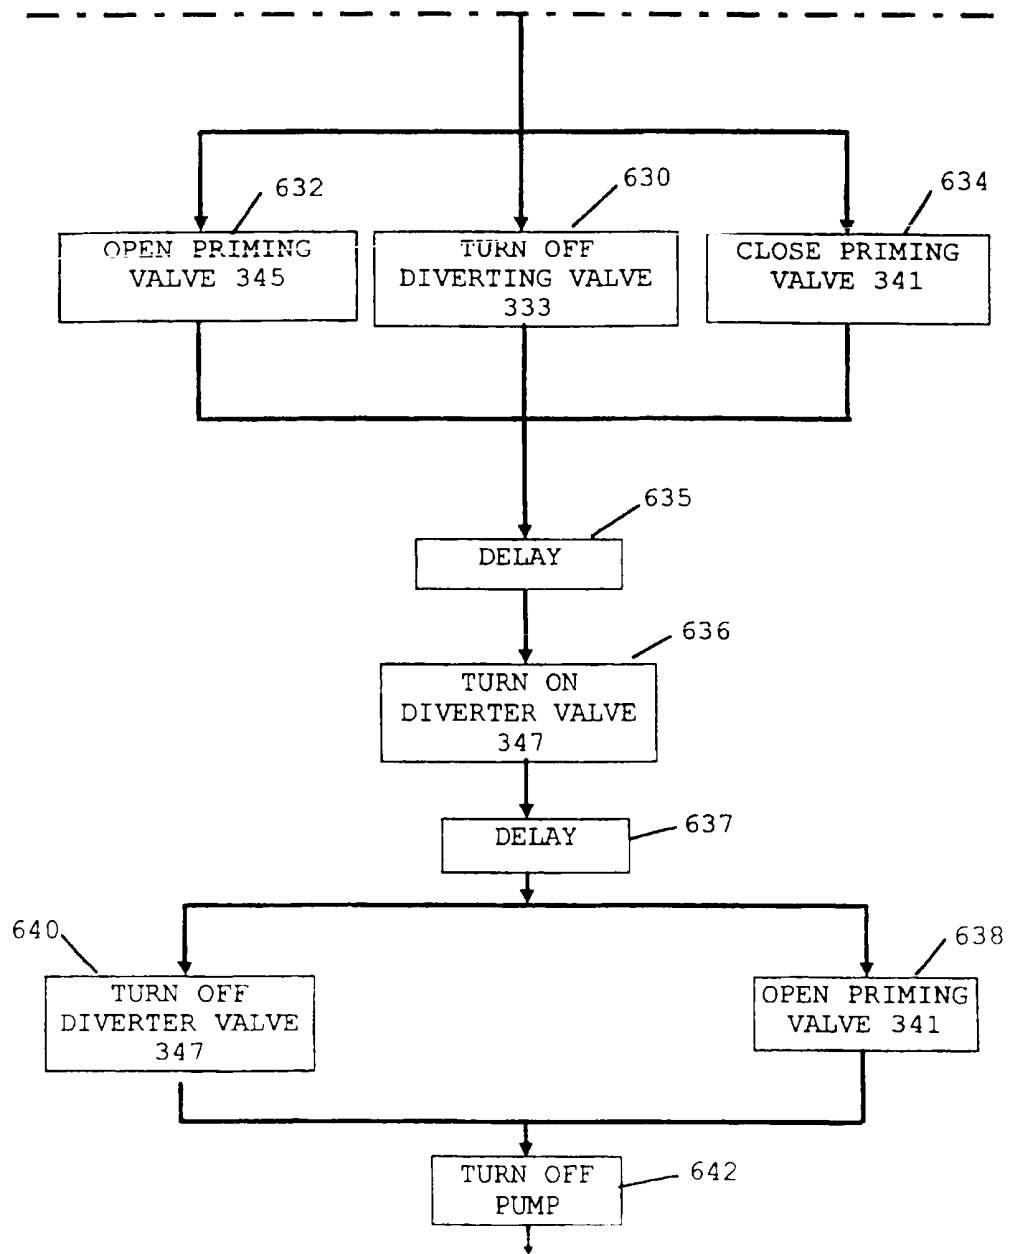 632
630
634
OPEN PRIMING
VALVE 345
TURN OFF
DIVERTING VALVE
333
CLOSE PRIMING
VALVE 341
635
DELAY
636
TURN ON
DIVERTER VALVE
347
637
DELAY
640
638
TURN OFF
DIVERTER VALVE
347
OPEN PRIMING
VALVE 341
TURN OFF
PUMP
642